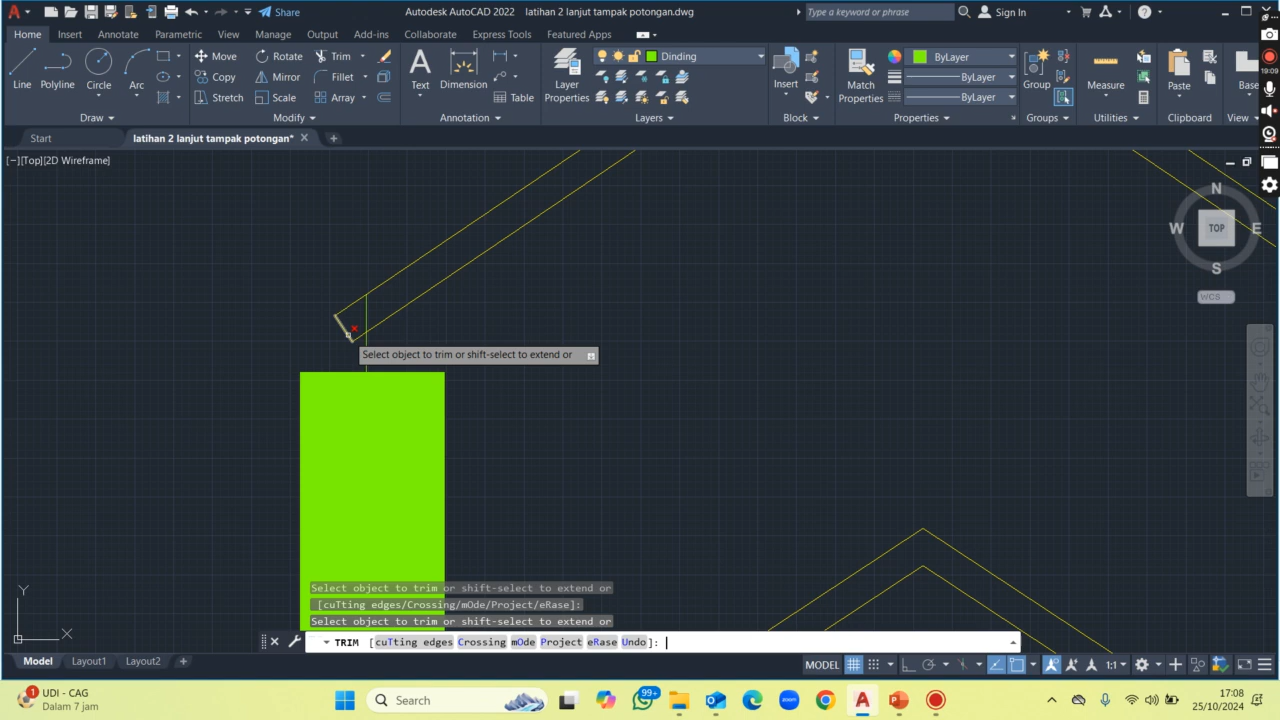 Share
Autodesk AutoCAD 2022 latihan 2 lanjut tampak potongan.dwg
Type a keyword or phrase
Sign In
Home Insert Annotate Parametric View Manage Output Add-ins Collaborate Express Tools Featured Apps
19:09
Line Polyline Circle Arc
Move Rotate Trim
Copy Mirror Fillet
Stretch Scale Array
Text Dimension Table
Layer Properties
Dinding
Insert
Match Properties
ByLayer
ByLayer
ByLayer
Group
Measure
Paste
Base
Draw Modify Annotation Layers Block Properties Groups Utilities Clipboard View
Start latihan 2 lanjut tampak potongan*
[−][Top][2D Wireframe]
N
W TOP E
S
WCS
Select object to trim or shift-select to extend or
Select object to trim or shift-select to extend or
[cuTting edges/Crossing/mOde/Project/eRase]:
Select object to trim or shift-select to extend or
TRIM [cuTting edges Crossing mOde Project eRase Undo]:
Y
X
Model Layout1 Layout2
MODEL 1:1
1
UDI - CAG
Dalam 7 jam
Search
99+
zoom
17:08
25/10/2024